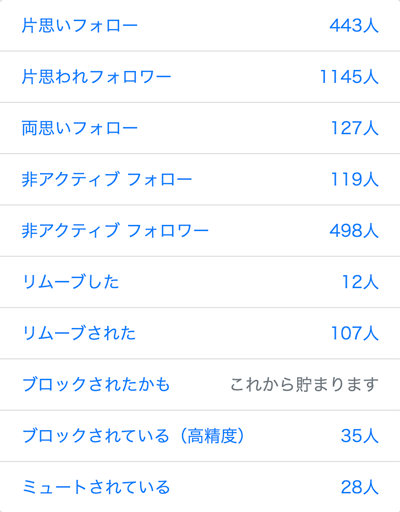 片思いフォロー 443人
片思われフォロワー 1145人
両思いフォロー 127人
非アクティブ フォロー 119人
非アクティブ フォロワー 498人
リムーブした 12人
リムーブされた 107人
ブロックされたかも これから貯まります
ブロックされている（高精度） 35人
ミュートされている 28人